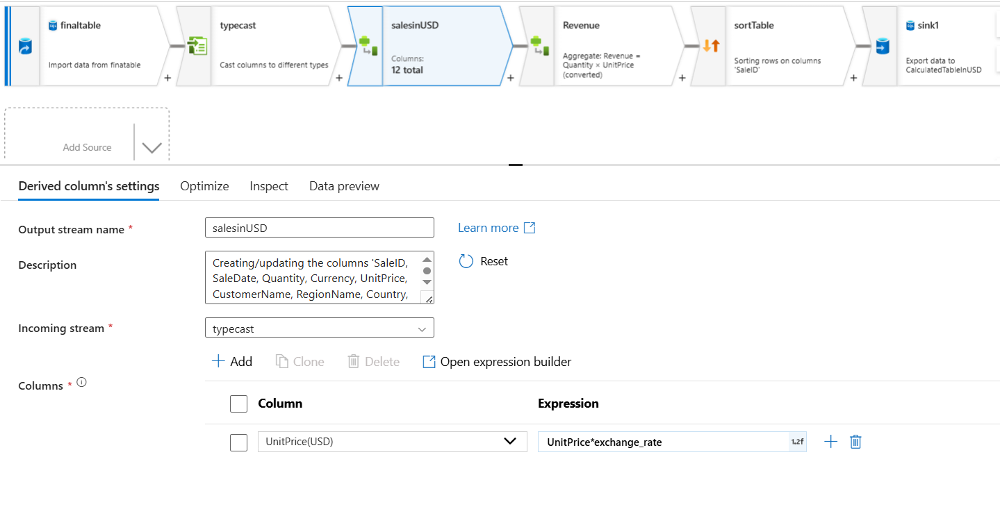 finaltable
Import data from finatable
typecast
Cast columns to different types
salesinUSD
Columns:
12 total
Revenue
Aggregate: Revenue =
Quantity × UnitPrice
(converted)
sortTable
Sorting rows on columns
'SaleID'
sink1
Export data to
CalculatedTableInUSD
Add Source
Derived column's settings
Optimize
Inspect
Data preview
Output stream name *
salesinUSD
Learn more
Description
Creating/updating the columns 'SaleID,
SaleDate, Quantity, Currency, UnitPrice,
CustomerName, RegionName, Country,
Reset
Incoming stream *
typecast
Add
Clone
Delete
Open expression builder
Columns *
Column
Expression
UnitPrice(USD)
UnitPrice*exchange_rate
1.2f